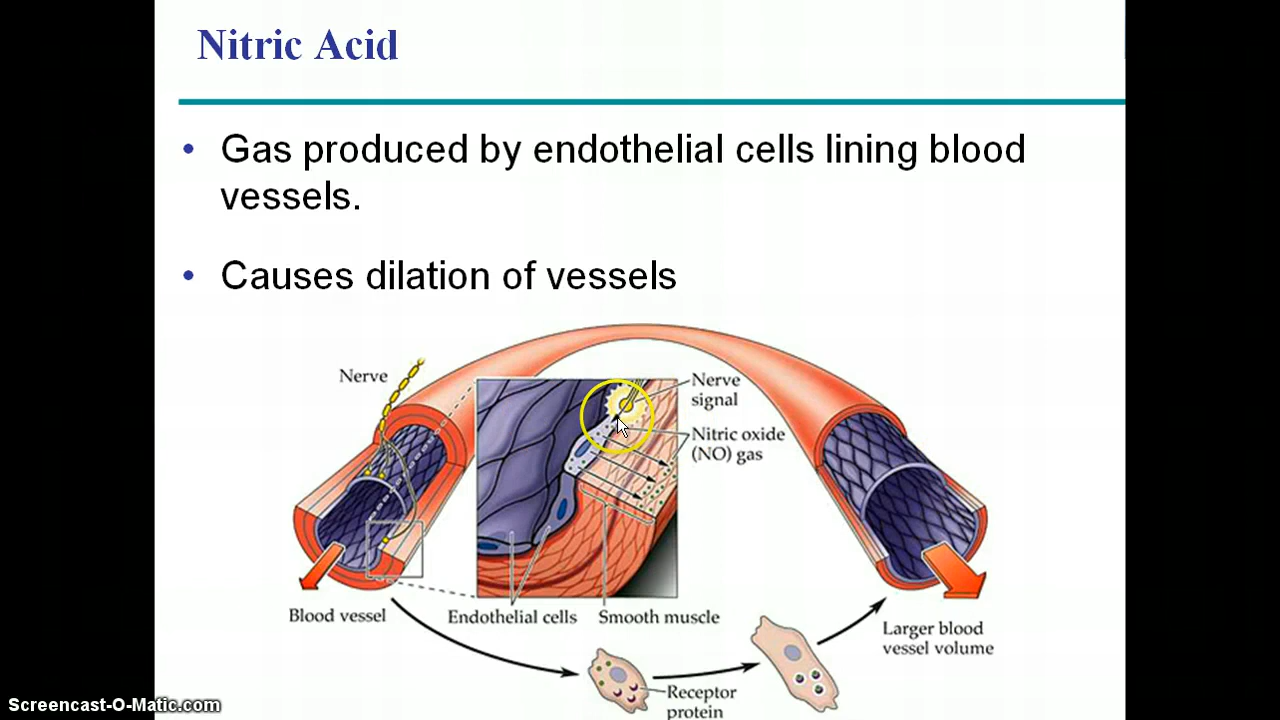 Nitric Acid
• Gas produced by endothelial cells lining blood
vessels.
• Causes dilation of vessels
Nerve
Nerve
signal
Nitric oxide
(NO) gas
Blood vessel
Endothelial cells
Smooth muscle
Larger blood
vessel volume
Receptor
protein
Screencast-O-Matic.com